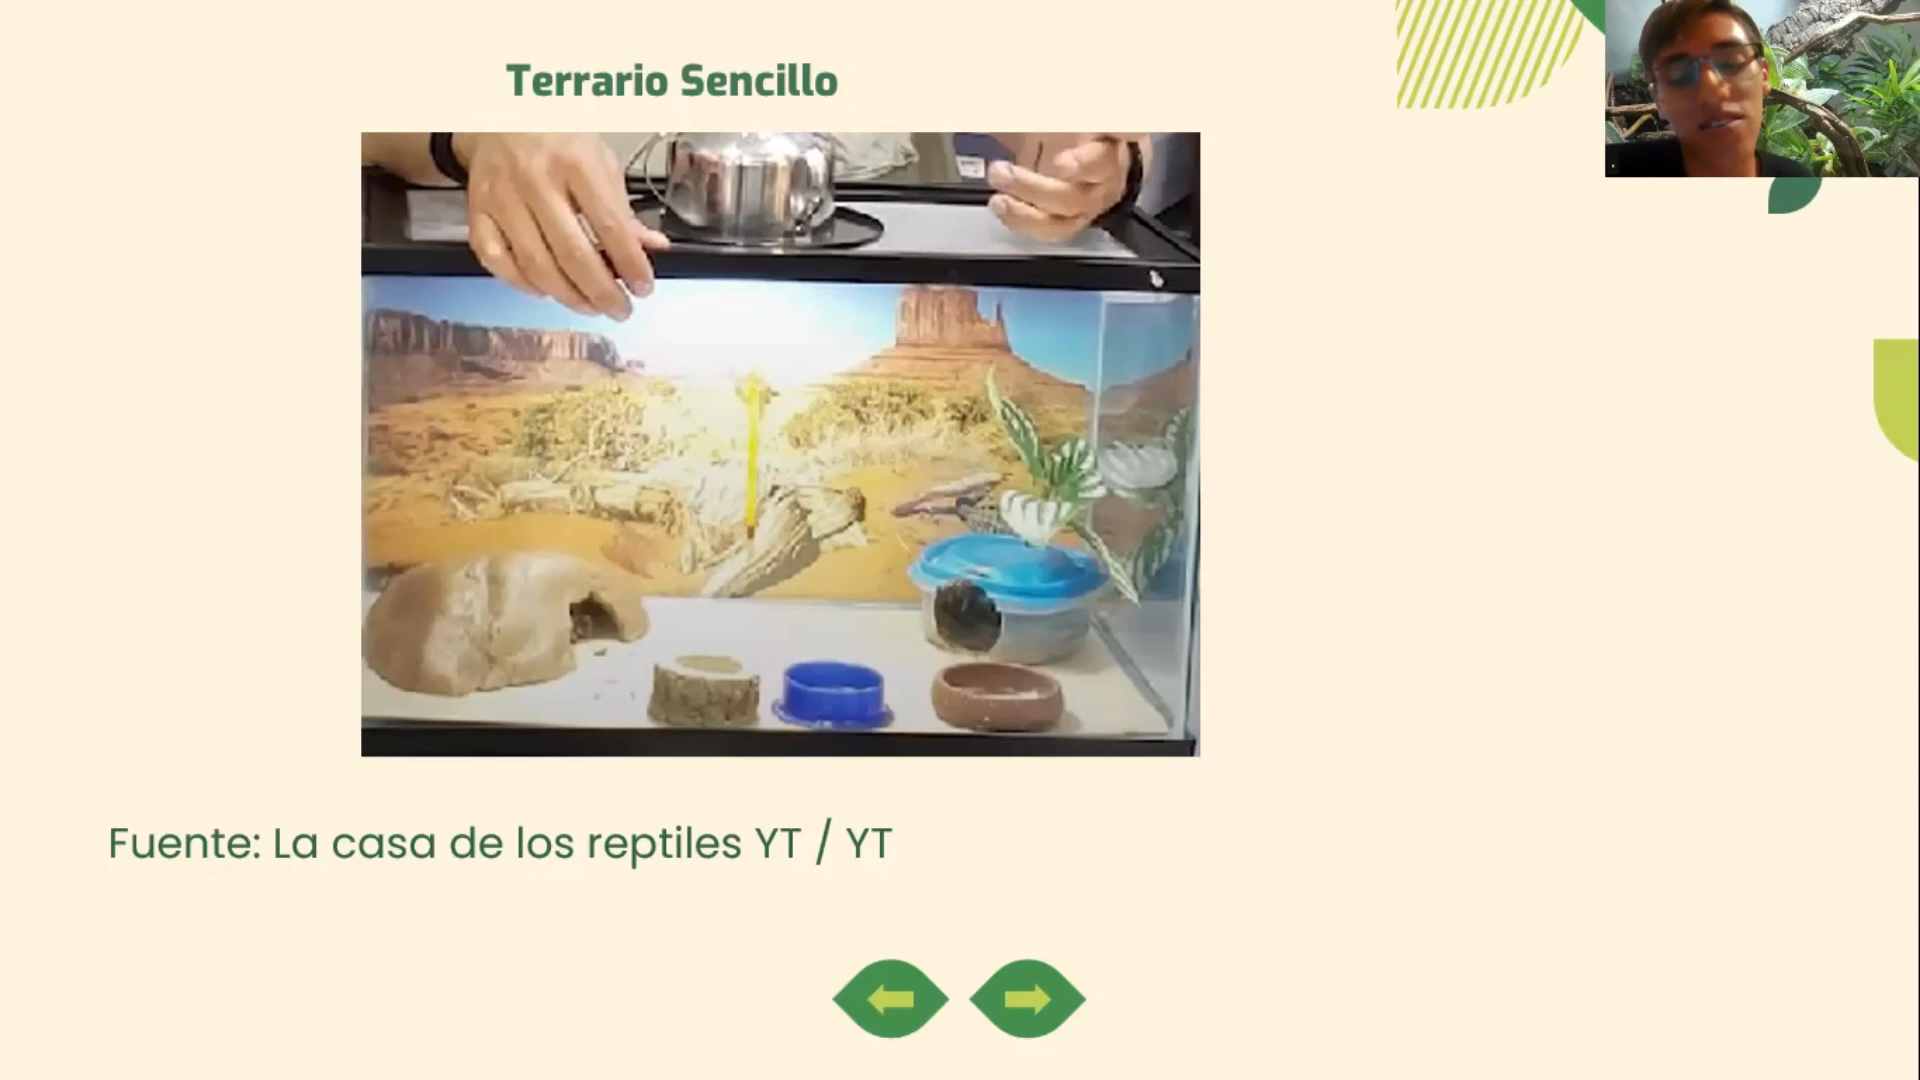 Terrario Sencillo
Fuente: La casa de los reptiles YT / YT